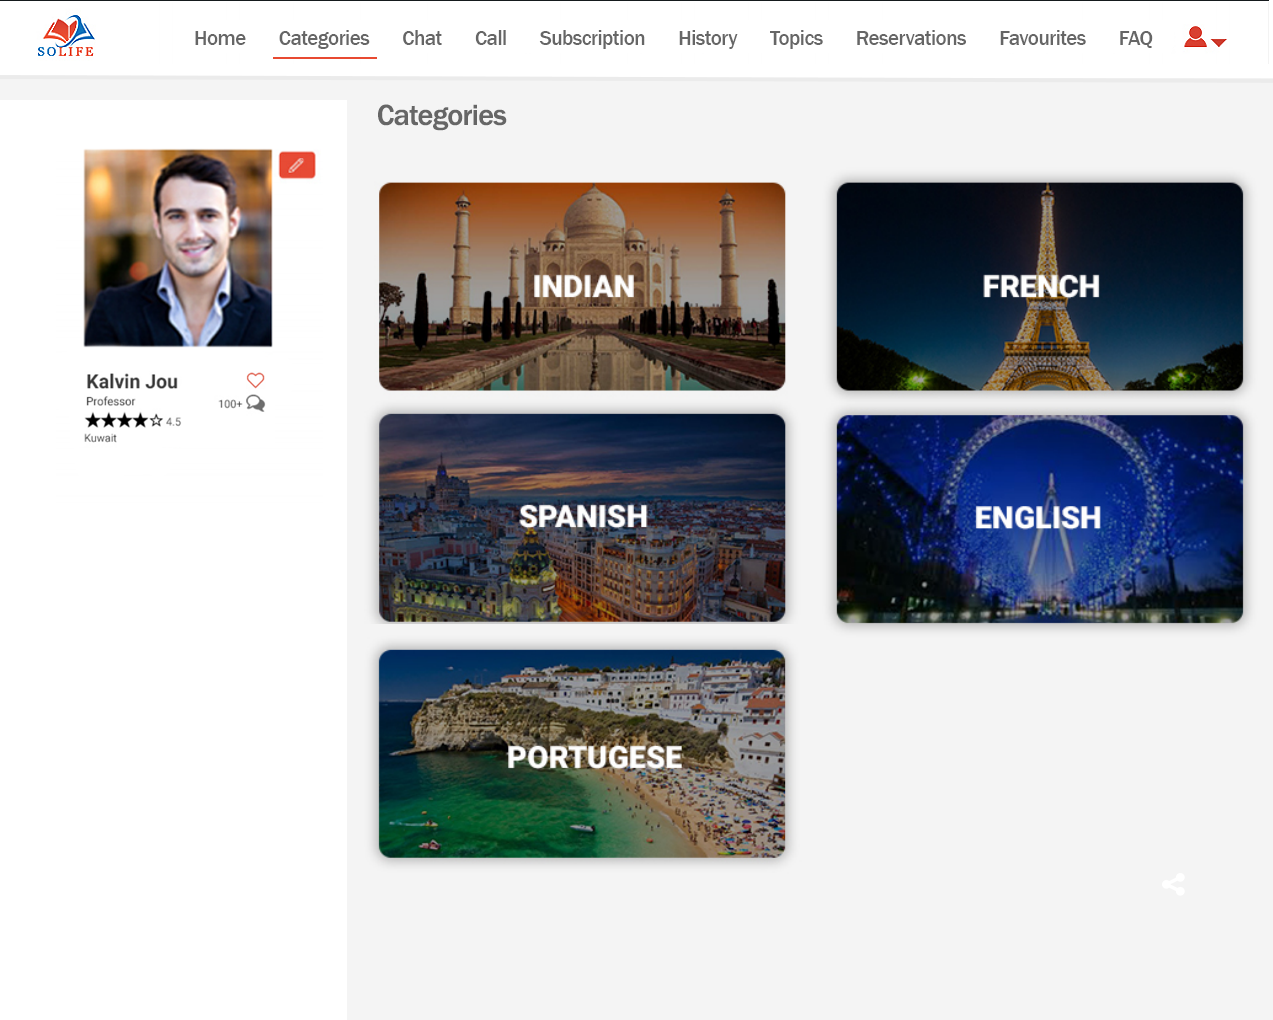 SOLIFE
Home Categories Chat Call Subscription History Topics Reservations Favourites FAQ
Categories
Kalvin Jou
Professor
100+
4.5
Kuwait
INDIAN
FRENCH
SPANISH
ENGLISH
PORTUGESE